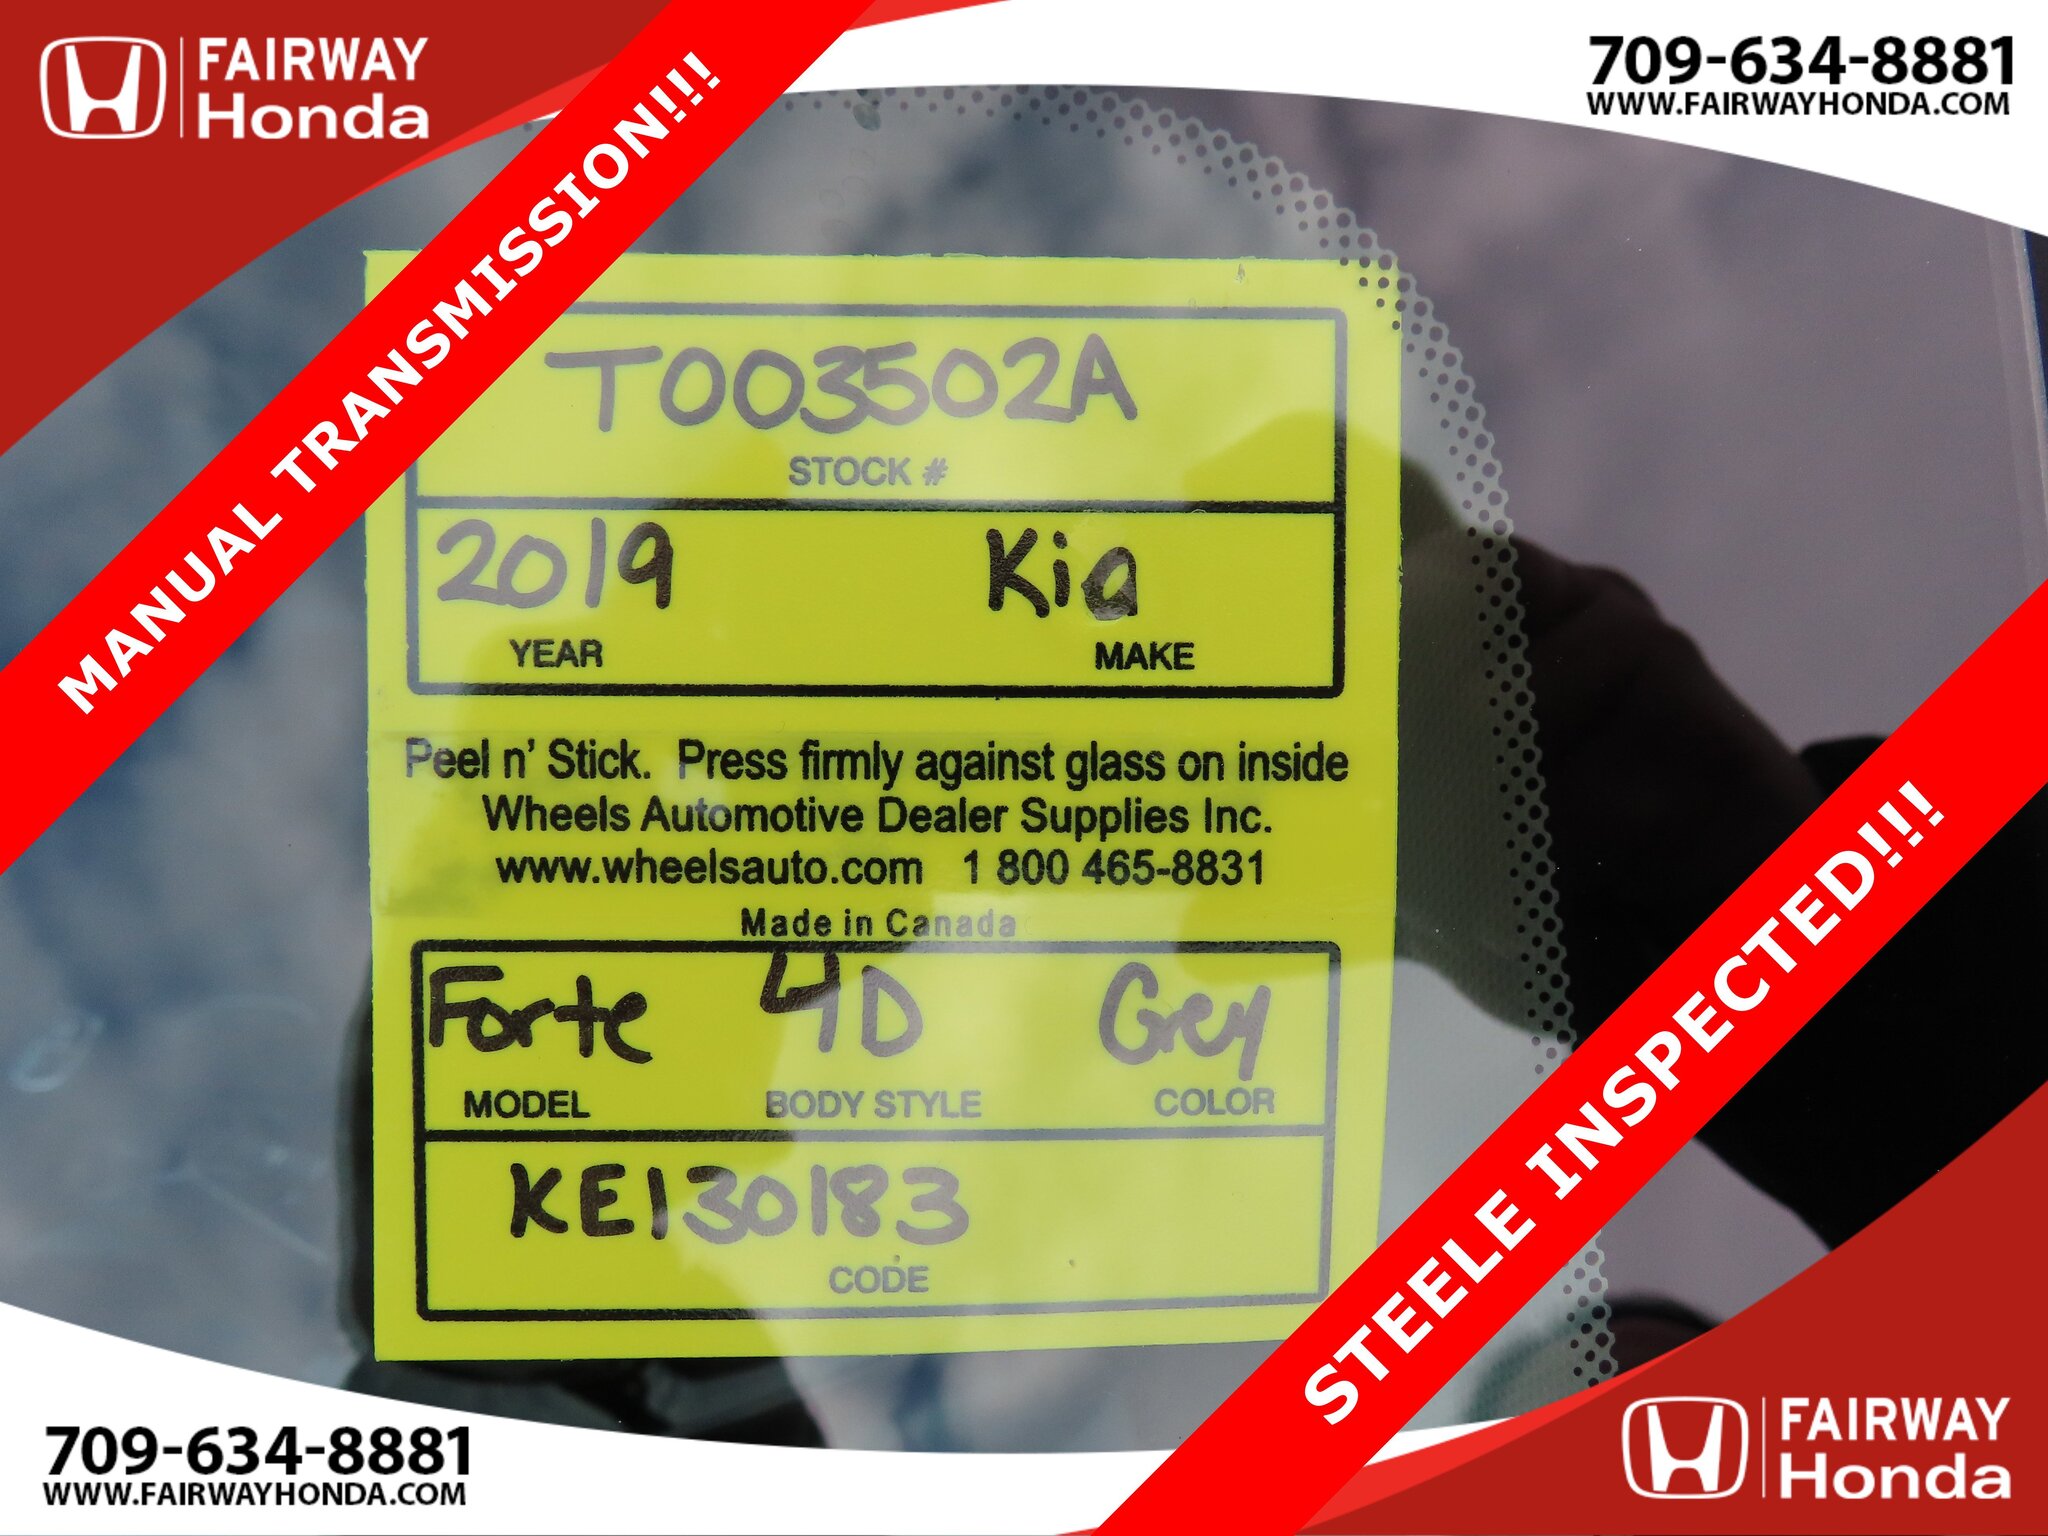 FAIRWAY
Honda
709-634-8881
WWW.FAIRWAYHONDA.COM
MANUAL TRANSMISSION!!!
T003502A
STOCK #
2019 Kia
YEAR MAKE
Peel n' Stick. Press firmly against glass on inside
Wheels Automotive Dealer Supplies Inc.
www.wheelsauto.com 1 800 465-8831
Made in Canada
Forte 4D Grey
MODEL BODY STYLE COLOR
KE130183
CODE
STEELE INSPECTED!!!
709-634-8881
WWW.FAIRWAYHONDA.COM
FAIRWAY
Honda